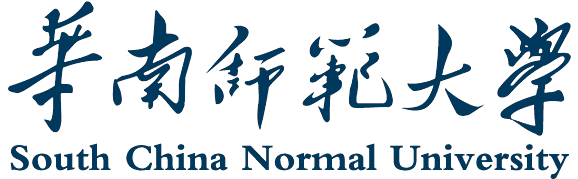 華南師範大學
South China Normal University